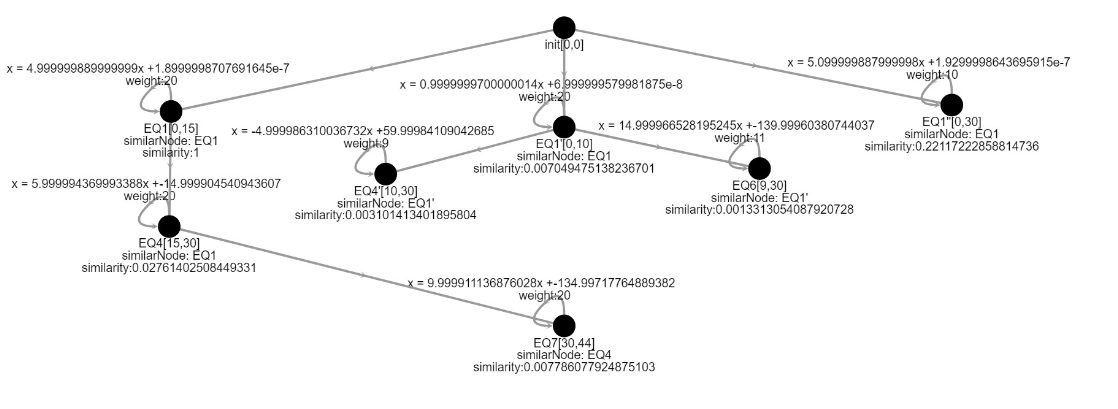 init[0,0]
x = 4.999999889999999x +1.8999998707691645e-7
weight:20
EQ1[0,15]
similarNode: EQ1
similarity:1
x = 0.9999999700000014x +6.999999579981875e-8
weight:20
EQ1'[0,10]
similarNode: EQ1
similarity:0.007049475138236701
x = 5.099999887999998x +1.9299998643695915e-7
weight:10
EQ1''[0,30]
similarNode: EQ1
similarity:0.22117222858814736
x = -4.999986310036732x +59.99984109042685
weight:9
EQ4'[10,30]
similarNode: EQ1'
similarity:0.003101413401895804
x = 14.999966528195245x +-139.99960380744037
weight:11
EQ6[9,30]
similarNode: EQ1'
similarity:0.0013313054087920728
x = 5.999994369993388x +-14.999904540943607
weight:20
EQ4[15,30]
similarNode: EQ1
similarity:0.02761402508449331
x = 9.999911136876028x +-134.99717764889382
weight:20
EQ7[30,44]
similarNode: EQ4
similarity:0.007786077924875103